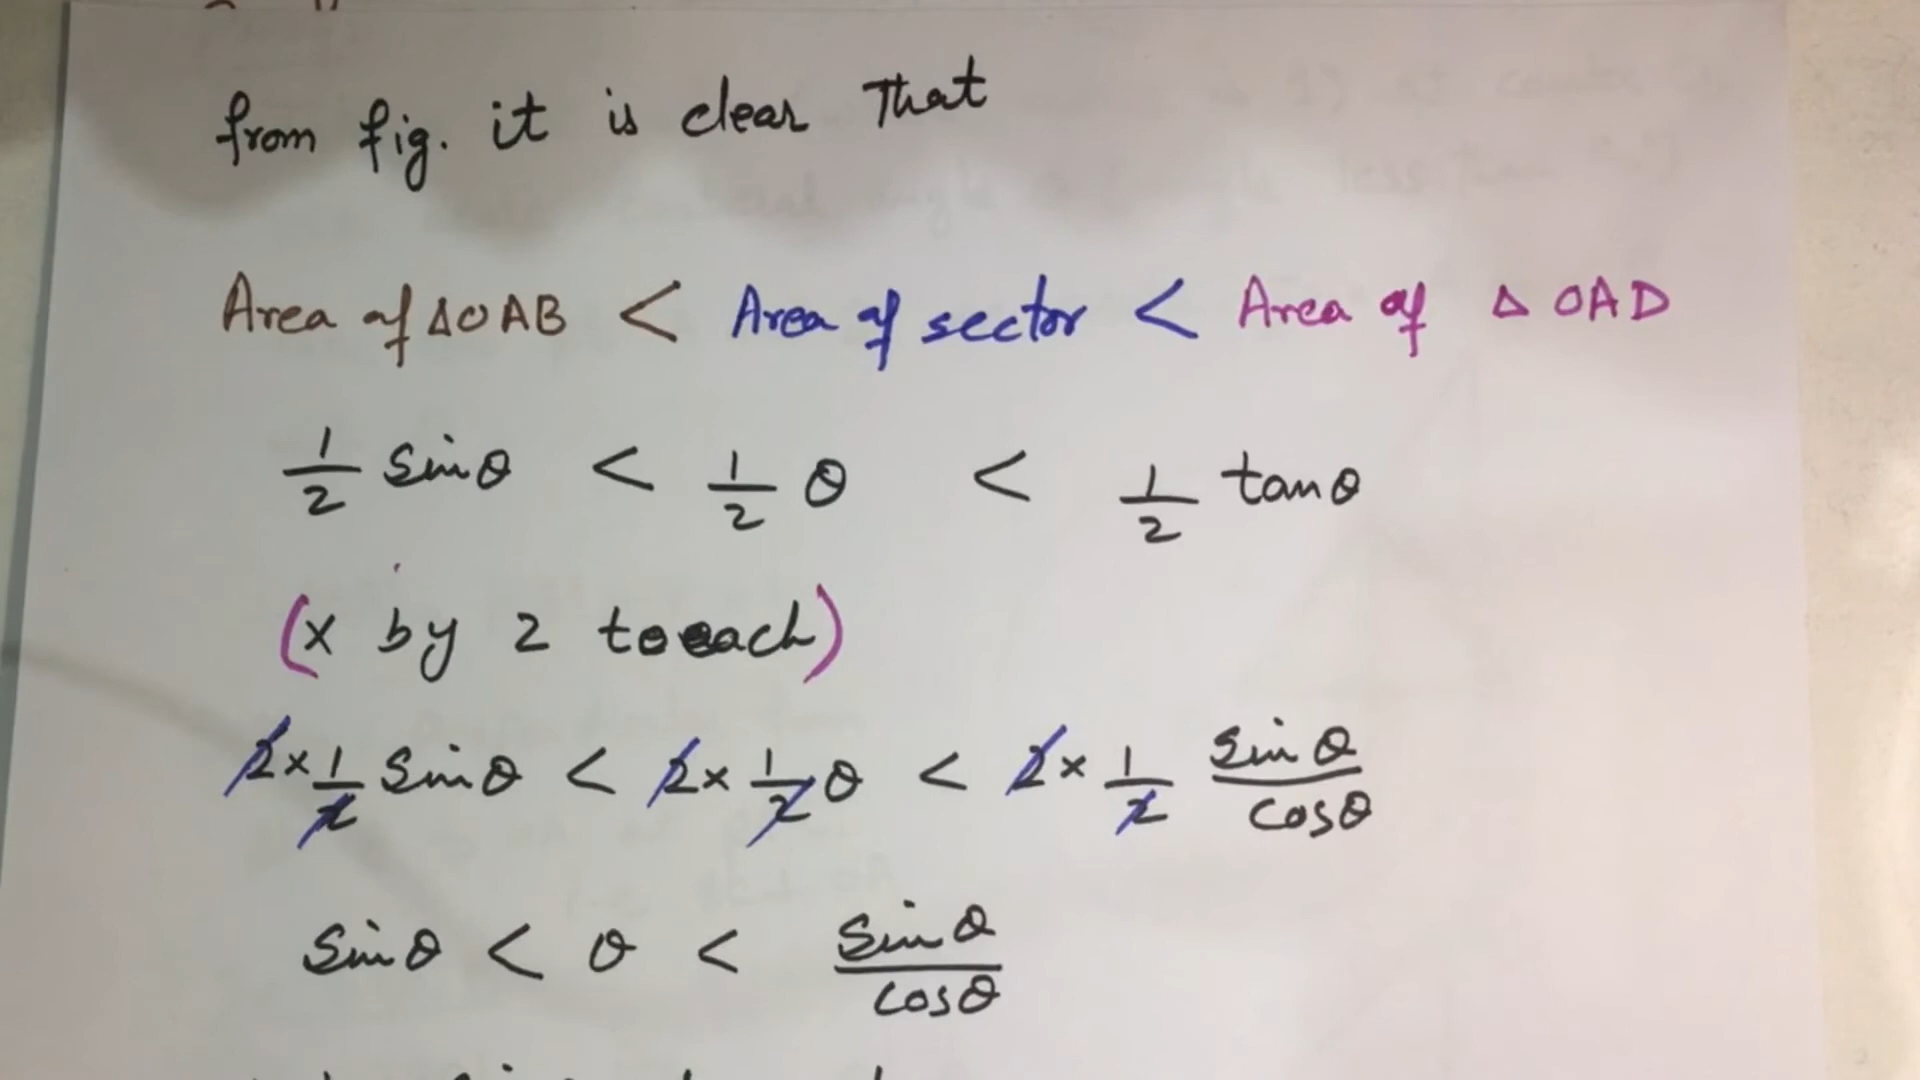 from fig. it is clear That
Area of ΔOAB < Area of sector < Area of Δ OAD
1/2 sinθ < 1/2 θ < 1/2 tanθ
(x by 2 to each)
2×1/2 sinθ < 2×1/2 θ < 2×1/2 sinθ/cosθ
sinθ < θ < sinθ/cosθ